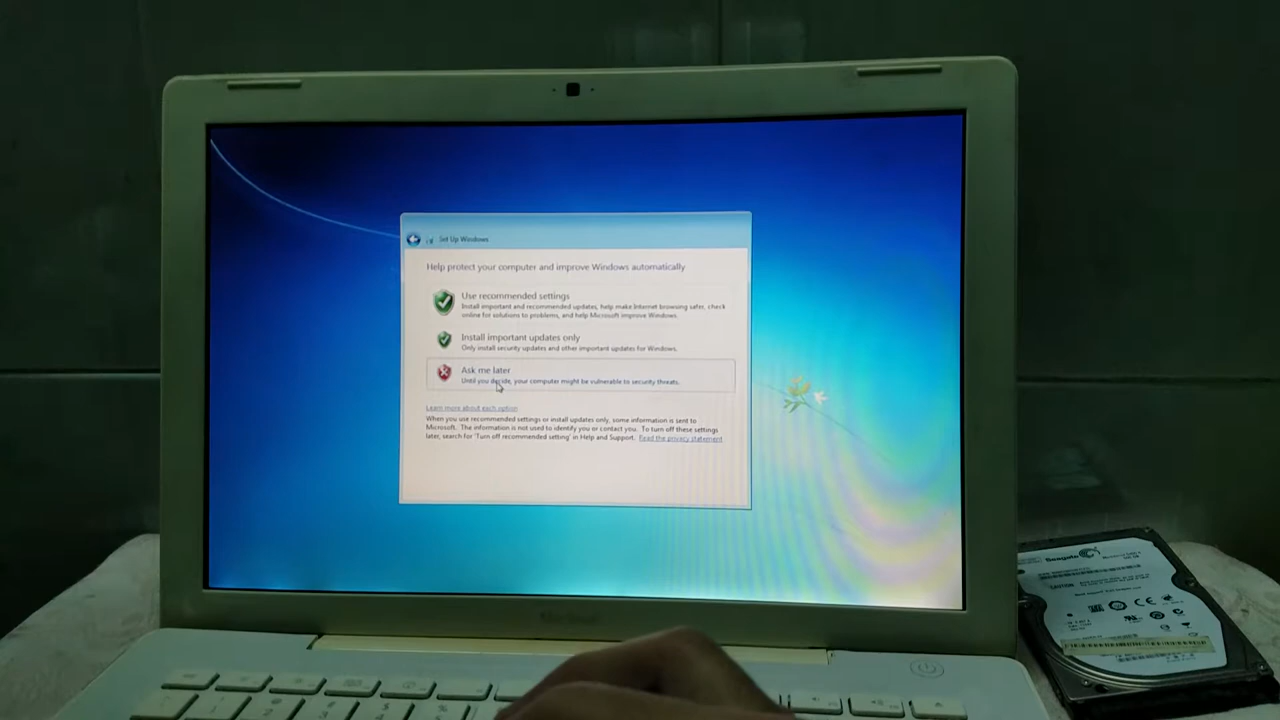 Set Up Windows
Help protect your computer and improve Windows automatically
Use recommended settings
Install important and recommended updates, help make Internet browsing safer, check
online for solutions to problems, and help Microsoft improve Windows.
Install important updates only
Only install security updates and other important updates for Windows.
Ask me later
Until you decide, your computer might be vulnerable to security threats.
Learn more about each option
When you use recommended settings or install updates only, some information is sent to
Microsoft. The information is not used to identify you or contact you. To turn off these settings
later, search for 'Turn off recommended setting' in Help and Support. Read the privacy statement
MacBook
Seagate
CAUTION